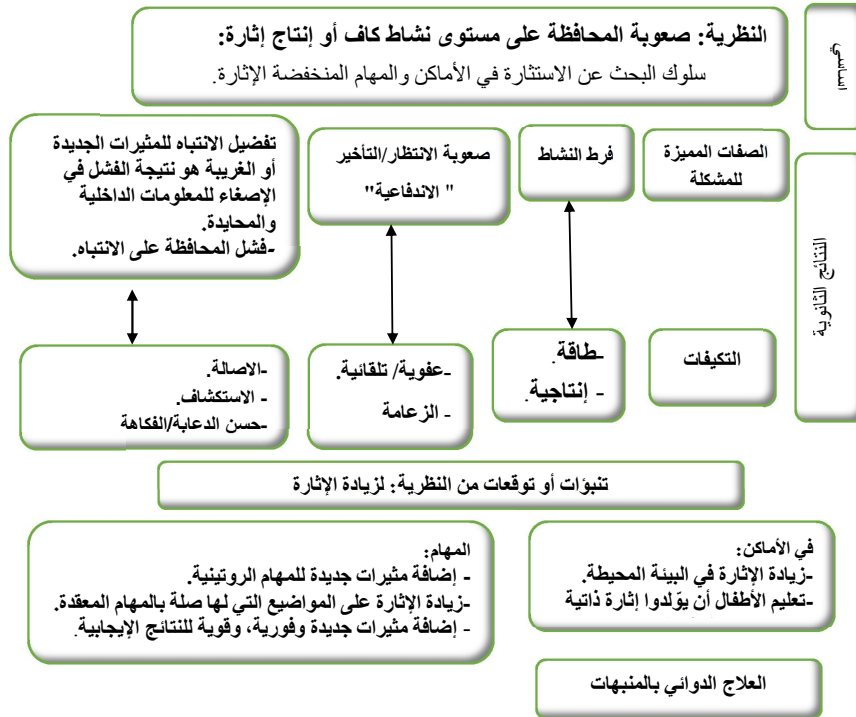 اساسي
النظرية: صعوبة المحافظة على مستوى نشاط كاف أو إنتاج إثارة:
سلوك البحث عن الاستثارة في الأماكن والمهام المنخفضة الإثارة.
النتائج الثانوية
الصفات المميزة
للمشكلة
فرط النشاط
صعوبة الانتظار/التأخير
" الاندفاعية"
تفضيل الانتباه للمثيرات الجديدة
أو الغريبة هو نتيجة الفشل في
الإصغاء للمعلومات الداخلية
والمحايدة.
-فشل المحافظة على الانتباه.
التكيفات
-طاقة.
- إنتاجية.
-عفوية/ تلقائية.
- الزعامة
-الاصالة.
- الاستكشاف.
-حسن الدعابة/الفكاهة
تنبؤات أو توقعات من النظرية: لزيادة الإثارة
في الأماكن:
-زيادة الإثارة في البيئة المحيطة.
-تعليم الأطفال أن يوّلدوا إثارة ذاتية
المهام:
- إضافة مثيرات جديدة للمهام الروتينية.
-زيادة الإثارة على المواضيع التي لها صلة بالمهام المعقدة.
- إضافة مثيرات جديدة وفورية، وقوية للنتائج الإيجابية.
العلاج الدوائي بالمنبهات